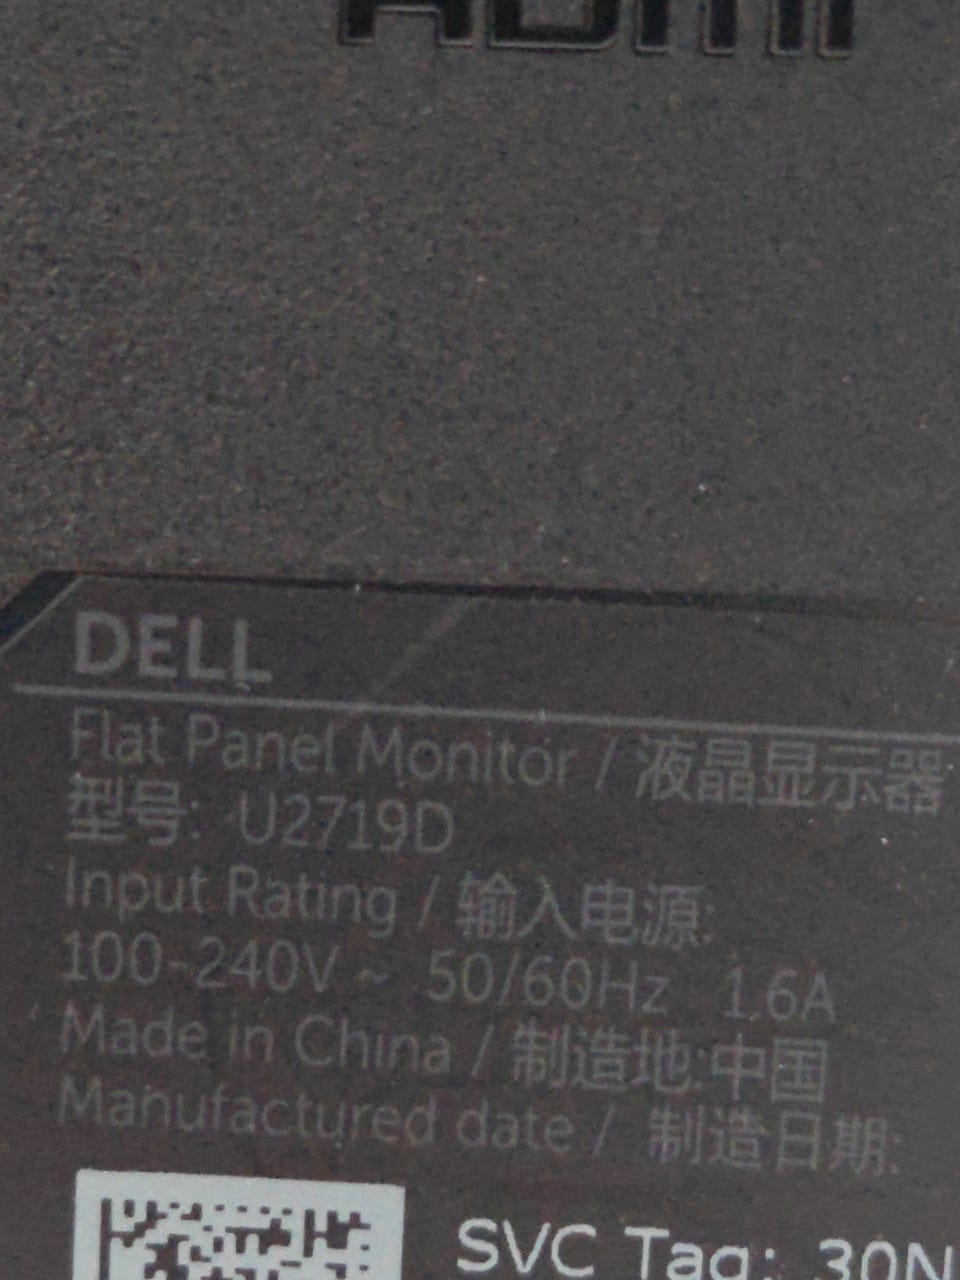 HDMI
DELL
Flat Panel Monitor / 液晶显示器
型号: U2719D
Input Rating / 输入电源:
100-240V ~ 50/60Hz 1.6A
Made in China / 制造地:中国
Manufactured date / 制造日期:
SVC Tag: 30N